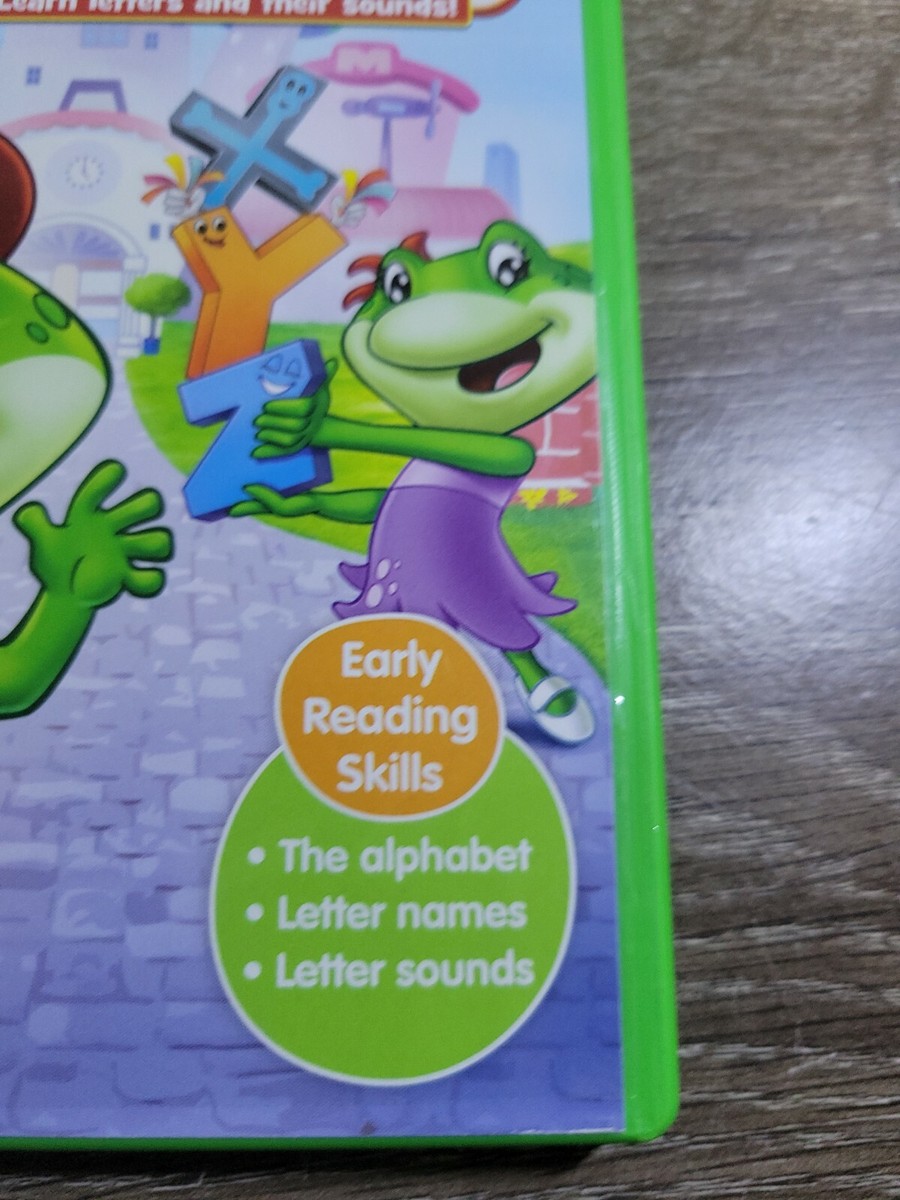 Learn letters and their sounds!
M
X
Y
Z
Early
Reading
Skills
• The alphabet
• Letter names
• Letter sounds